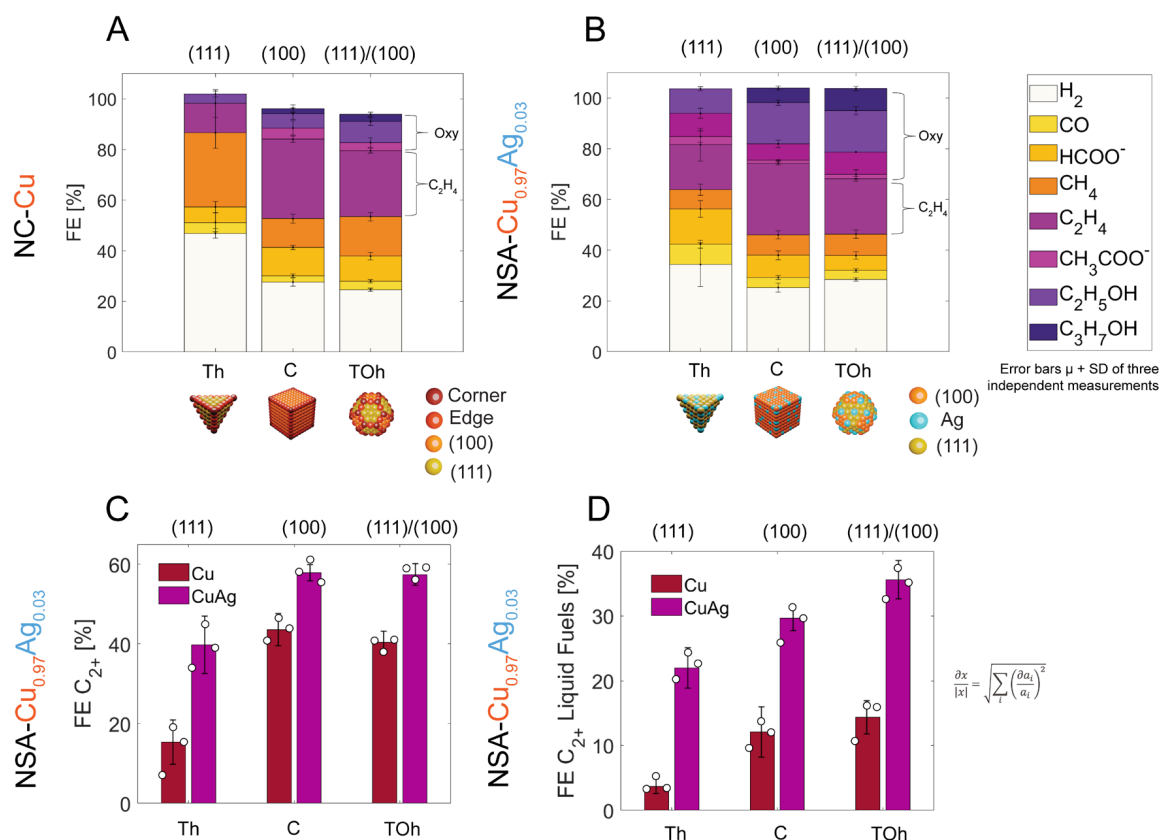 A
(111) (100) (111)/(100)
NC-Cu
FE [%]
100
80
60
40
20
0
Oxy
C₂H₄
Th C TOh
Corner
Edge
(100)
(111)
B
(111) (100) (111)/(100)
NSA-Cu₀.₉₇Ag₀.₀₃
FE [%]
100
80
60
40
20
0
Oxy
C₂H₄
Th C TOh
(100)
Ag
(111)
H₂
CO
HCOO⁻
CH₄
C₂H₄
CH₃COO⁻
C₂H₅OH
C₃H₇OH
Error bars μ + SD of three
independent measurements
C
(111) (100) (111)/(100)
NSA-Cu₀.₉₇Ag₀.₀₃
FE C₂₊ [%]
60
40
20
0
Cu
CuAg
Th C TOh
D
(111) (100) (111)/(100)
NSA-Cu₀.₉₇Ag₀.₀₃
FE C₂₊ Liquid Fuels [%]
40
30
20
10
0
Cu
CuAg
Th C TOh
∂x/|x| = √(∑ᵢ (∂aᵢ/aᵢ)²)